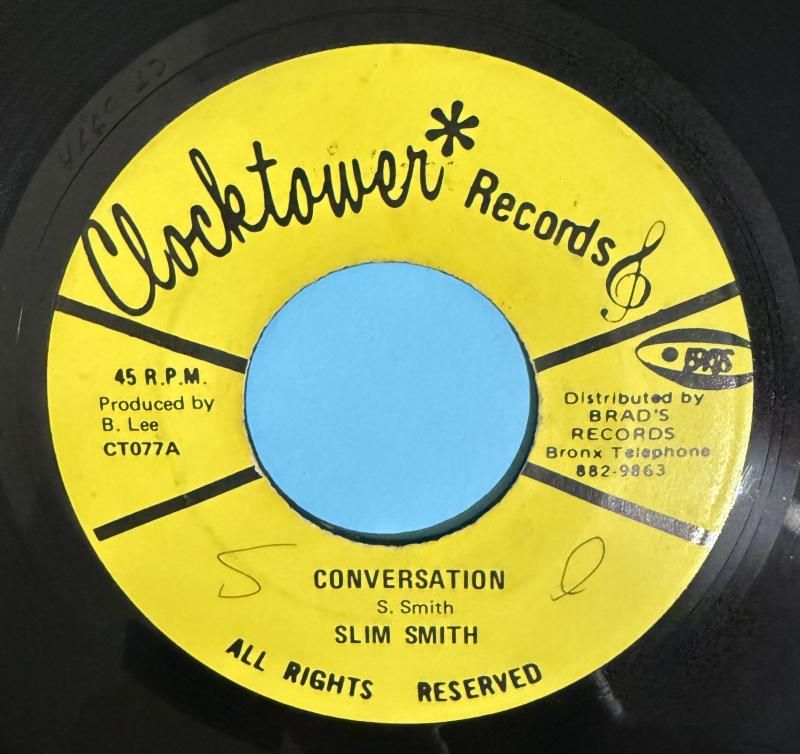 Clocktower* Records
45 R.P.M.
Produced by
B. Lee
CT077A
BRADS
Distributed by
BRAD'S
RECORDS
Bronx Telephone
882-9863
CONVERSATION
S. Smith
SLIM SMITH
ALL RIGHTS RESERVED